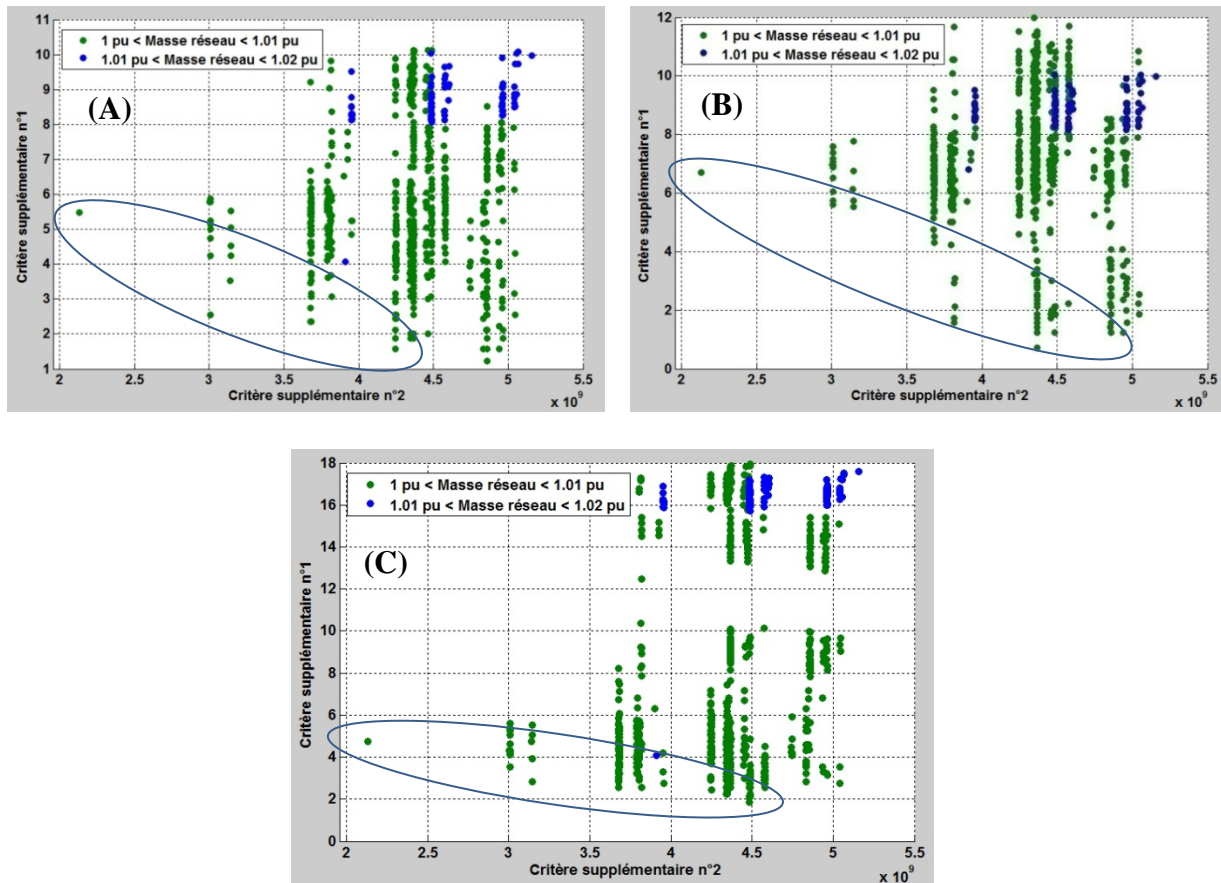 11
10
9
8
7
6
5
4
3
2
1
Critère supplémentaire n°1
1 pu < Masse réseau < 1.01 pu
1.01 pu < Masse réseau < 1.02 pu
(A)
2 2.5 3 3.5 4 4.5 5 5.5
Critère supplémentaire n°2
x 10^9
12
10
8
6
4
2
0
Critère supplémentaire n°1
1 pu < Masse réseau < 1.01 pu
1.01 pu < Masse réseau < 1.02 pu
(B)
2 2.5 3 3.5 4 4.5 5 5.5
Critère supplémentaire n°2
x 10^9
18
16
14
12
10
8
6
4
2
0
Critère supplémentaire n°1
1 pu < Masse réseau < 1.01 pu
1.01 pu < Masse réseau < 1.02 pu
(C)
2 2.5 3 3.5 4 4.5 5 5.5
Critère supplémentaire n°2
x 10^9